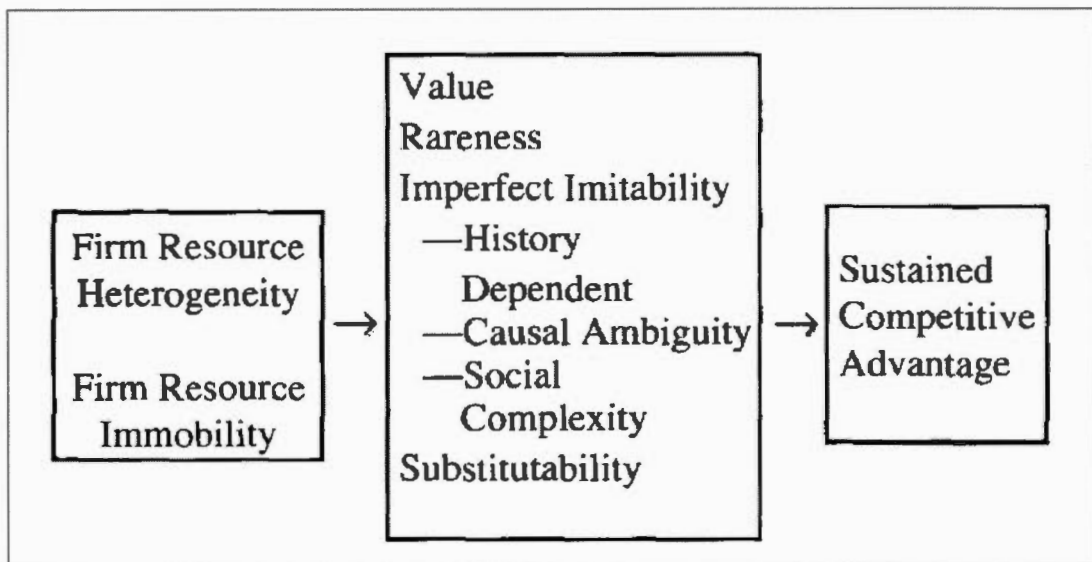 Firm Resource
Heterogeneity
Firm Resource
Immobility
Value
Rareness
Imperfect Imitability
—History
Dependent
—Causal Ambiguity
—Social
Complexity
Substitutability
Sustained
Competitive
Advantage